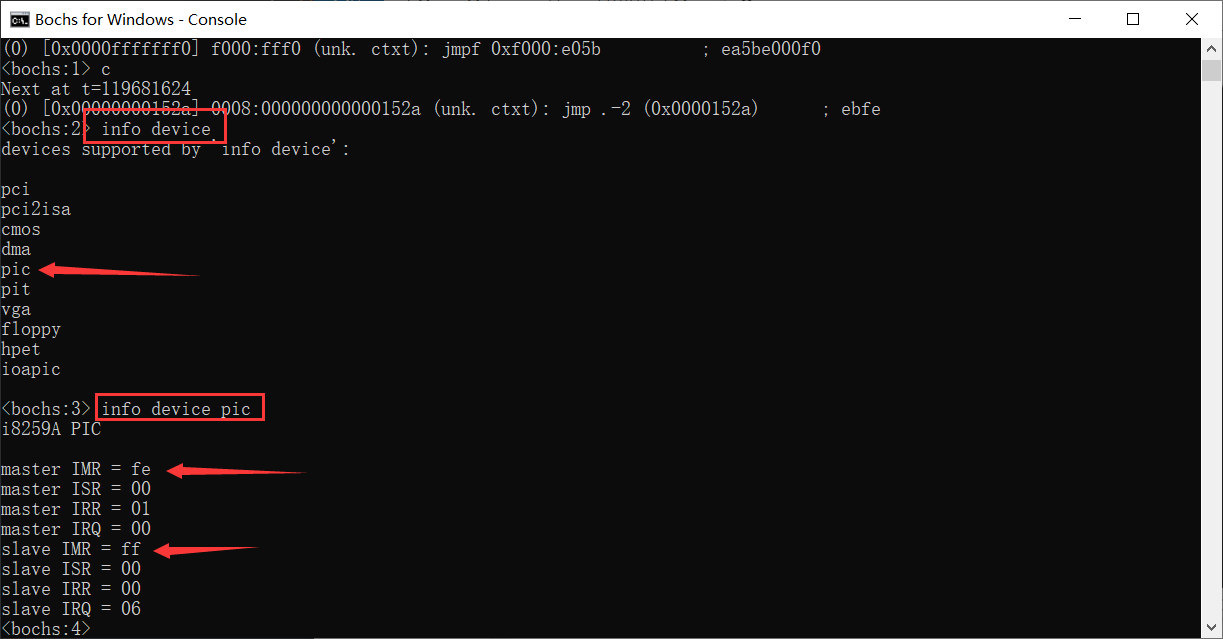 Bochs for Windows - Console
(0) [0x0000fffffff0] f000:fff0 (unk. ctxt): jmpf 0xf000:e05b ; ea5be000f0
<bochs:1> c
Next at t=119681624
(0) [0x00000000152a] 0008:000000000000152a (unk. ctxt): jmp .-2 (0x0000152a) ; ebfe
<bochs:2> info device
devices supported by 'info device':
pci
pci2isa
cmos
dma
pic
pit
vga
floppy
hpet
ioapic
<bochs:3> info device pic
i8259A PIC
master IMR = fe
master ISR = 00
master IRR = 01
master IRQ = 00
slave IMR = ff
slave ISR = 00
slave IRR = 00
slave IRQ = 06
<bochs:4>